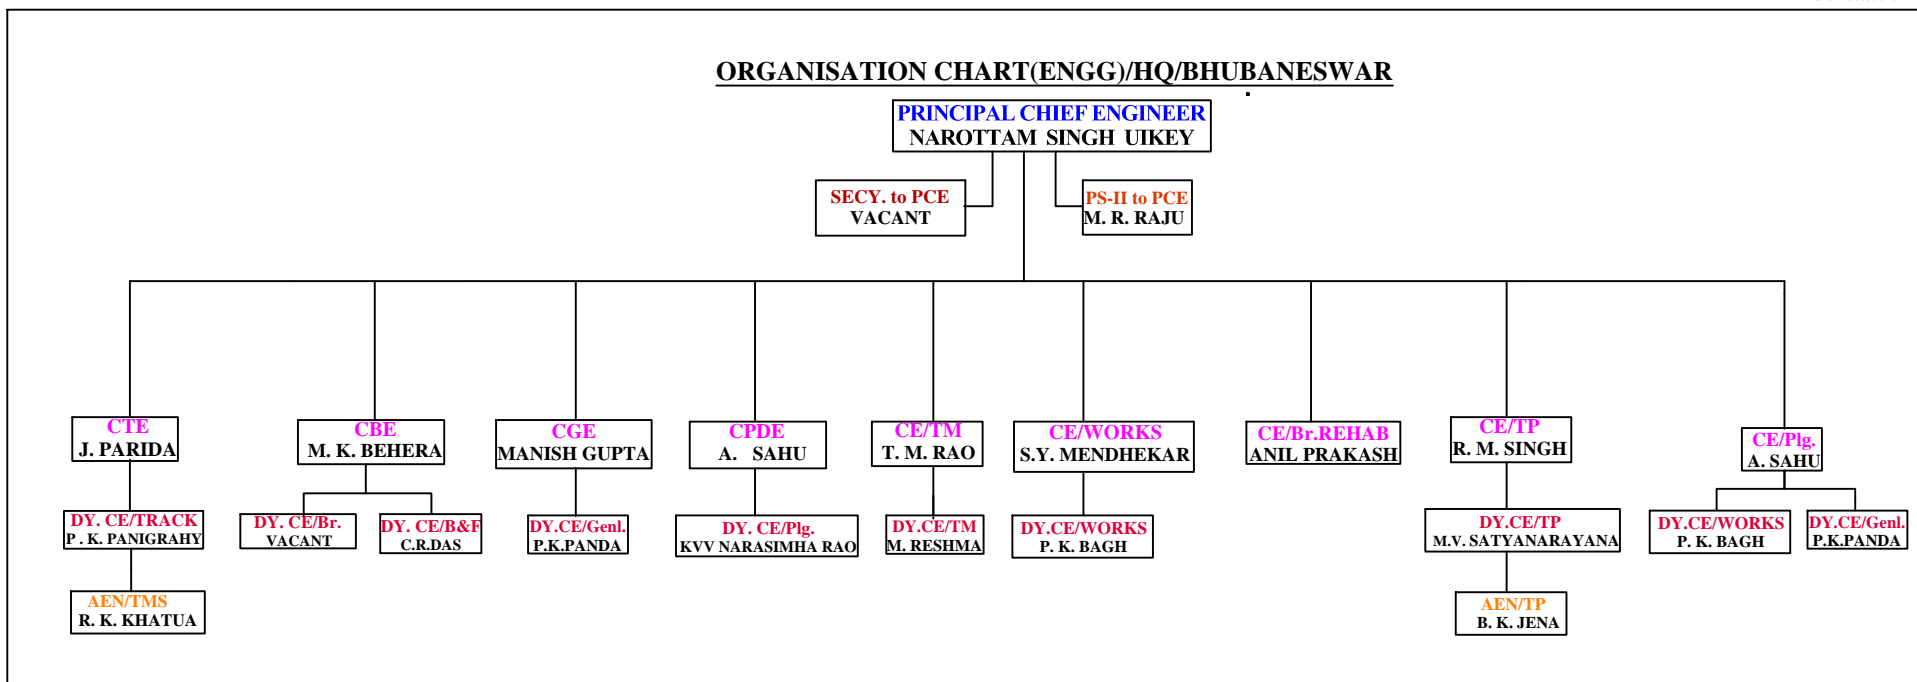 ORGANISATION CHART(ENGG)/HQ/BHUBANESWAR
PRINCIPAL CHIEF ENGINEER
NAROTTAM SINGH UIKEY
SECY. to PCE
VACANT
PS-II to PCE
M. R. RAJU
CTE
J. PARIDA
CBE
M. K. BEHERA
CGE
MANISH GUPTA
CPDE
A. SAHU
CE/TM
T. M. RAO
CE/WORKS
S.Y. MENDHEKAR
CE/Br.REHAB
ANIL PRAKASH
CE/TP
R. M. SINGH
CE/Plg.
A. SAHU
DY. CE/TRACK
P . K. PANIGRAHY
DY. CE/Br.
VACANT
DY. CE/B&F
C.R.DAS
DY.CE/Genl.
P.K.PANDA
DY. CE/Plg.
KVV NARASIMHA RAO
DY.CE/TM
M. RESHMA
DY.CE/WORKS
P. K. BAGH
DY.CE/TP
M.V. SATYANARAYANA
DY.CE/WORKS
P. K. BAGH
DY.CE/Genl.
P.K.PANDA
AEN/TMS
R. K. KHATUA
AEN/TP
B. K. JENA